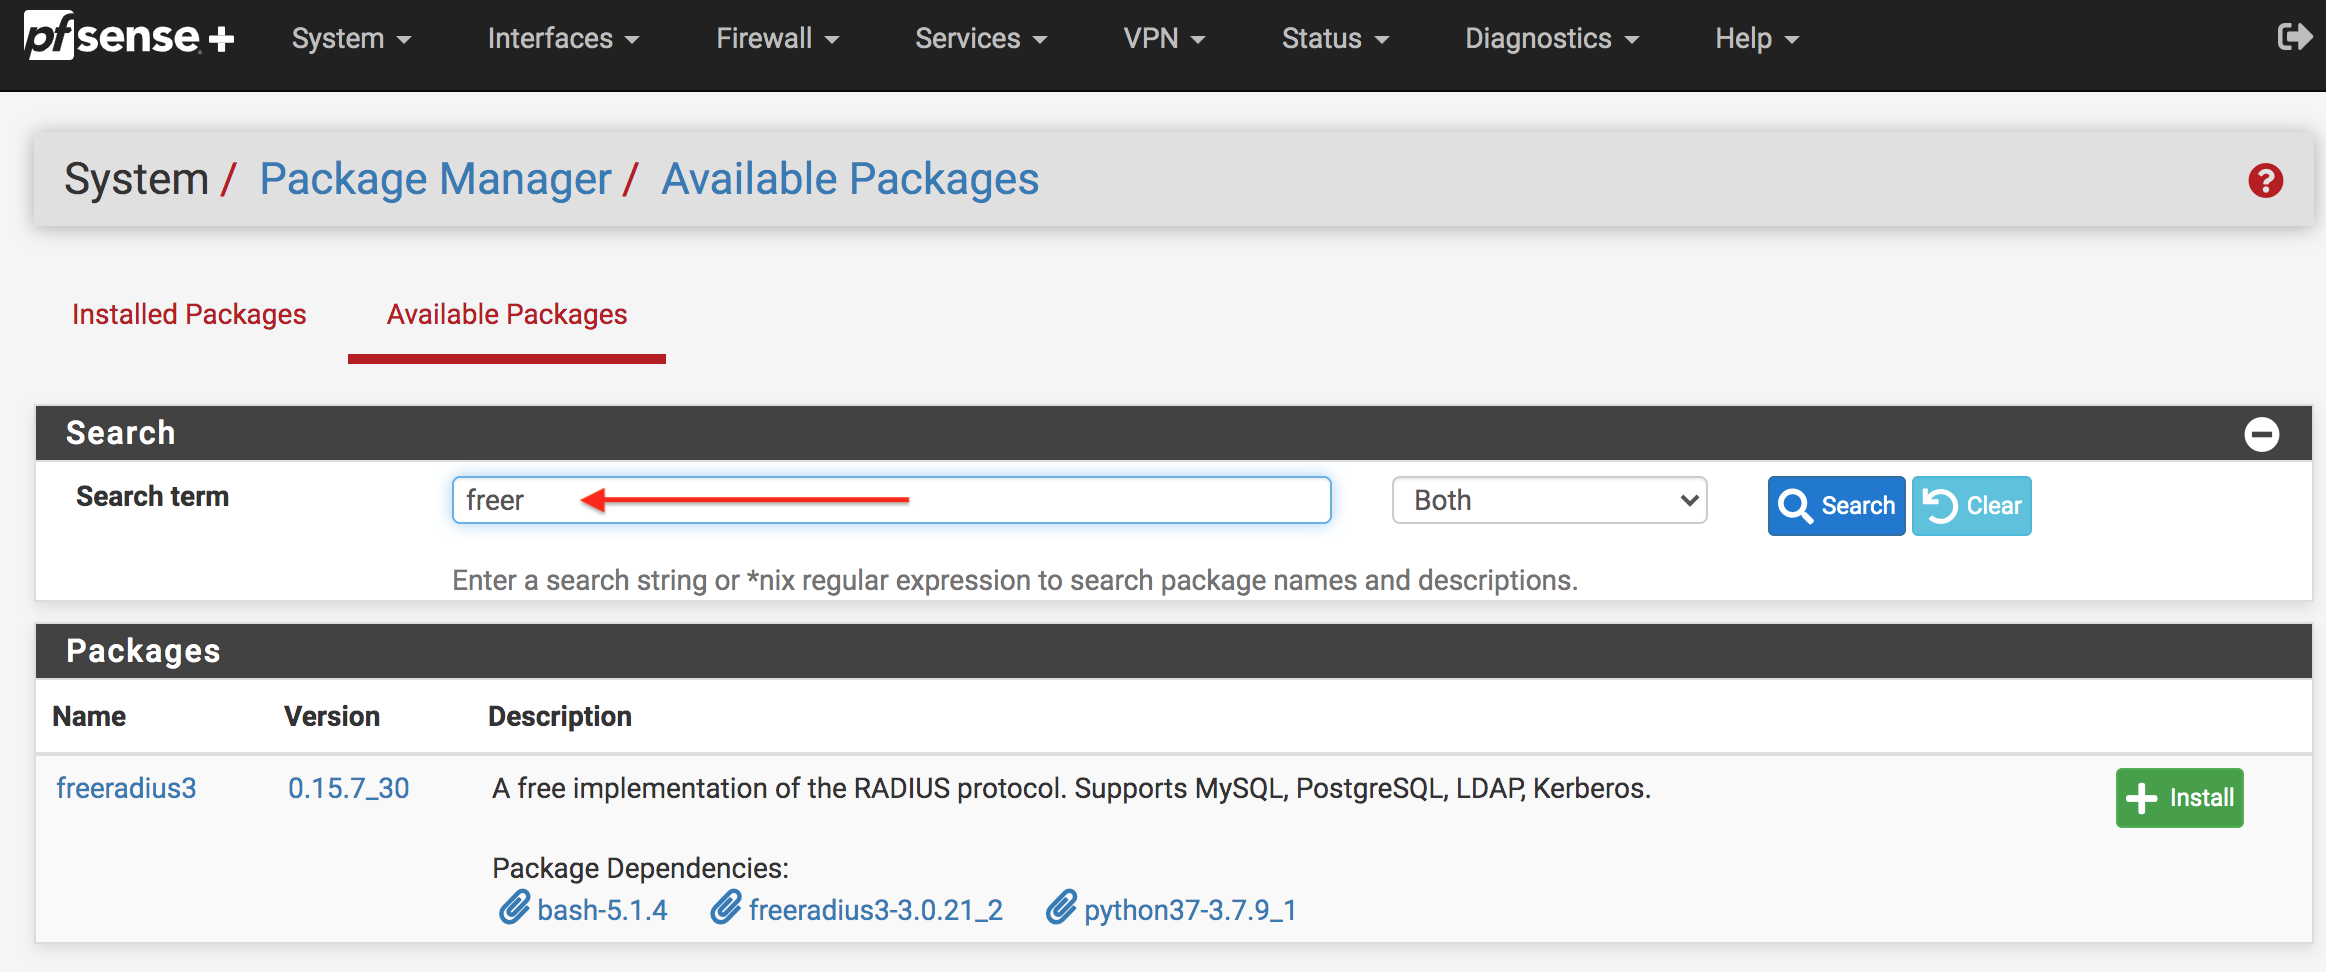 pfsense+ System Interfaces Firewall Services VPN Status Diagnostics Help
System / Package Manager / Available Packages
Installed Packages Available Packages
Search
Search term freer Both Search Clear
Enter a search string or *nix regular expression to search package names and descriptions.
Packages
Name Version Description
freeradius3 0.15.7_30 A free implementation of the RADIUS protocol. Supports MySQL, PostgreSQL, LDAP, Kerberos. Install
Package Dependencies:
bash-5.1.4 freeradius3-3.0.21_2 python37-3.7.9_1